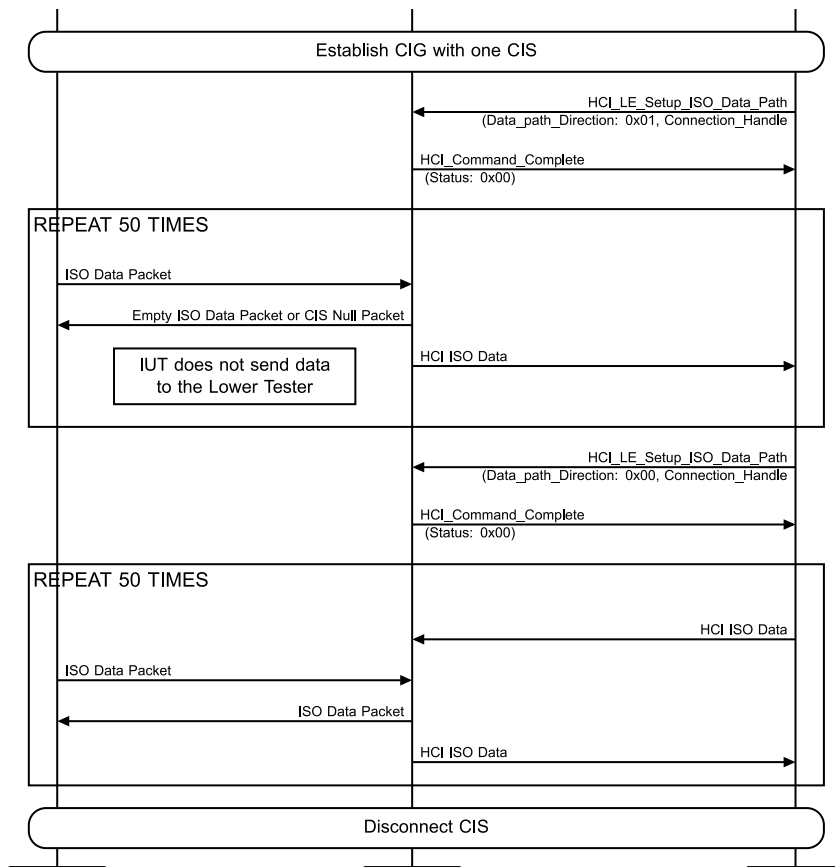 Establish CIG with one CIS
HCI_LE_Setup_ISO_Data_Path
(Data_path_Direction: 0x01, Connection_Handle
HCI_Command_Complete
(Status: 0x00)
REPEAT 50 TIMES
ISO Data Packet
Empty ISO Data Packet or CIS Null Packet
IUT does not send data
to the Lower Tester
HCI ISO Data
HCI_LE_Setup_ISO_Data_Path
(Data_path_Direction: 0x00, Connection_Handle
HCI_Command_Complete
(Status: 0x00)
REPEAT 50 TIMES
HCI ISO Data
ISO Data Packet
ISO Data Packet
HCI ISO Data
Disconnect CIS